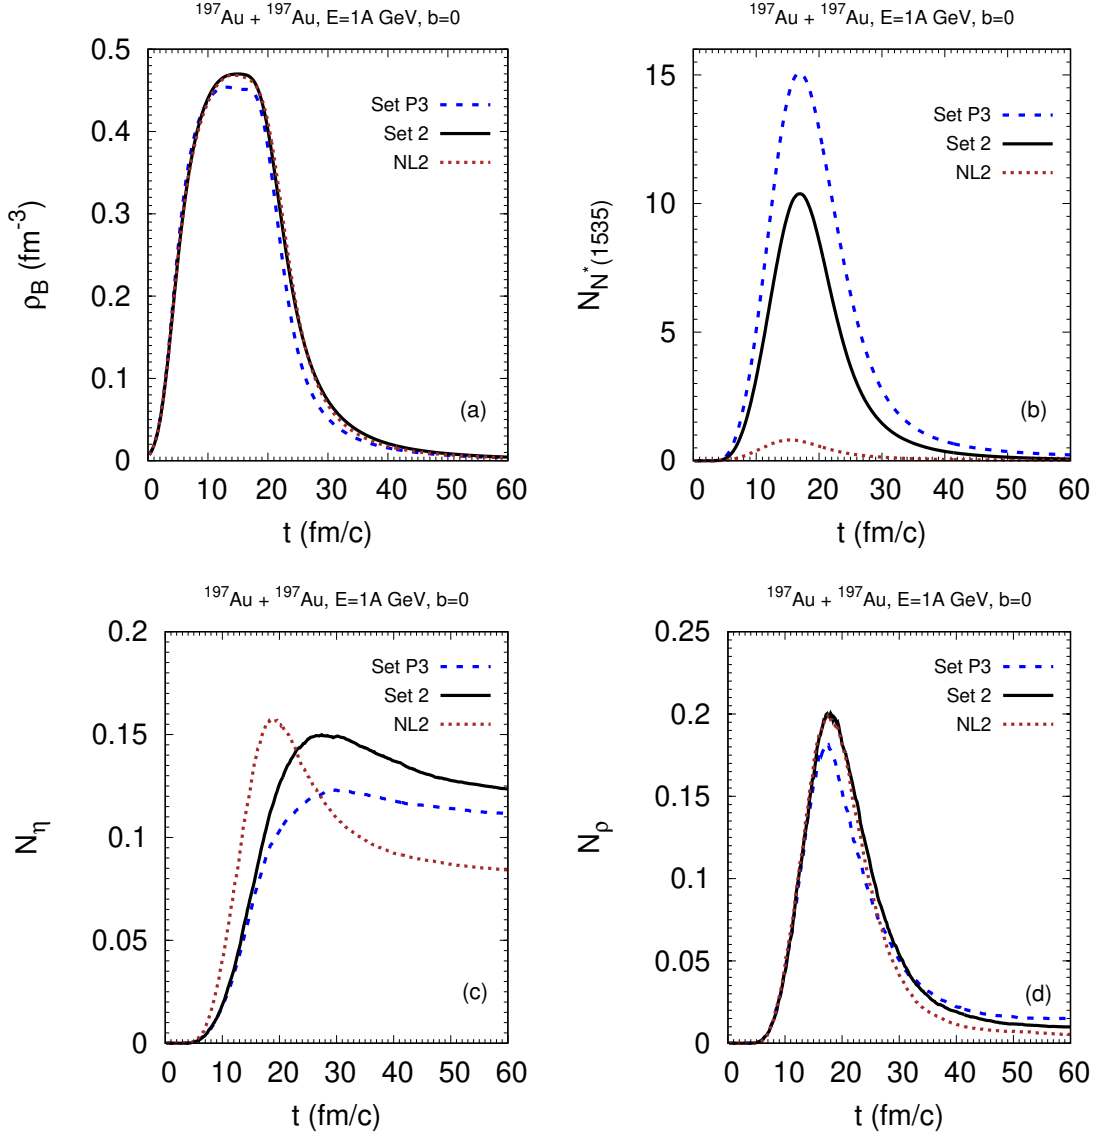 ¹⁹⁷Au + ¹⁹⁷Au, E=1A GeV, b=0
0.5
0.4
0.3
0.2
0.1
0
ρB (fm⁻³)
Set P3
Set 2
NL2
(a)
0 10 20 30 40 50 60
t (fm/c)
¹⁹⁷Au + ¹⁹⁷Au, E=1A GeV, b=0
15
10
5
0
N_N*(1535)
Set P3
Set 2
NL2
(b)
0 10 20 30 40 50 60
t (fm/c)
¹⁹⁷Au + ¹⁹⁷Au, E=1A GeV, b=0
0.2
0.15
0.1
0.05
0
Nη
Set P3
Set 2
NL2
(c)
0 10 20 30 40 50 60
t (fm/c)
¹⁹⁷Au + ¹⁹⁷Au, E=1A GeV, b=0
0.25
0.2
0.15
0.1
0.05
0
Nρ
Set P3
Set 2
NL2
(d)
0 10 20 30 40 50 60
t (fm/c)